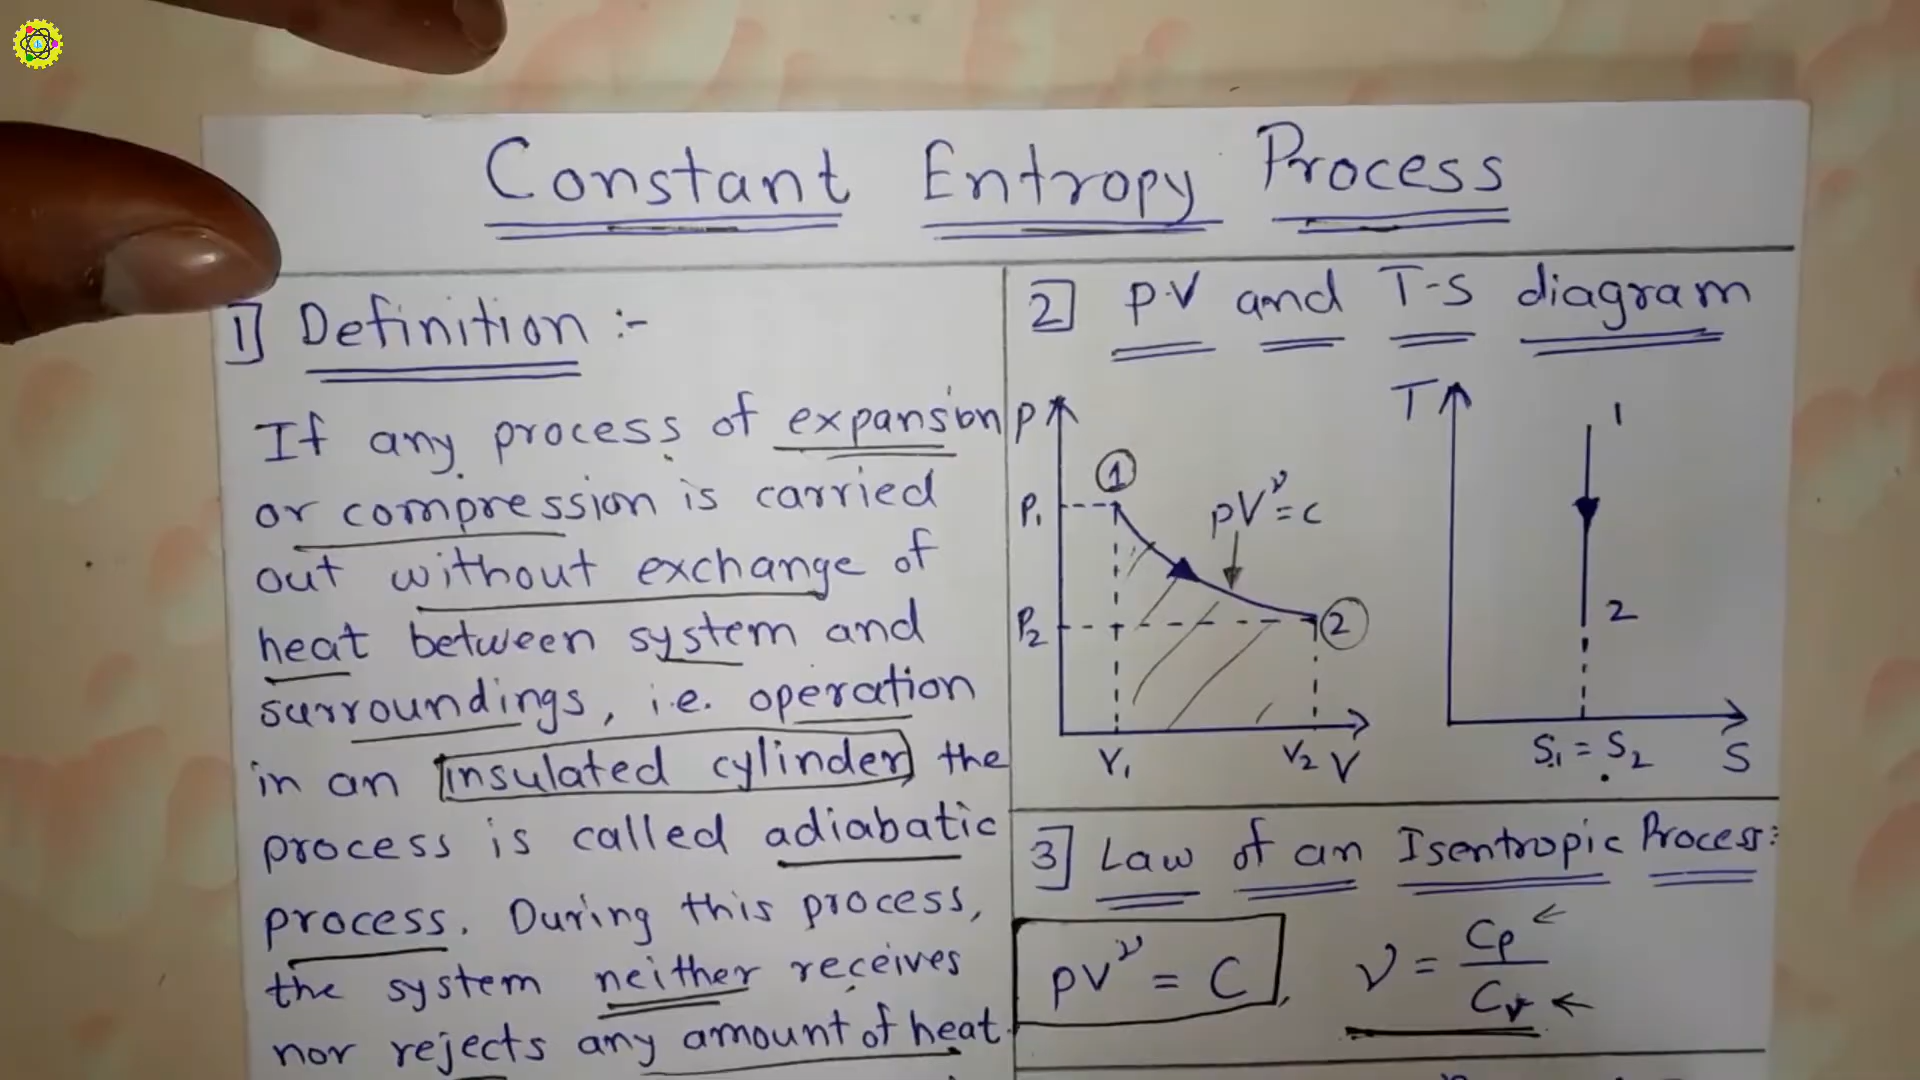 Constant Entropy Process
1] Definition :-
If any process of expansion
or compression is carried
out without exchange of
heat between system and
surroundings, i.e. operation
in an insulated cylinder the
process is called adiabatic
process. During this process,
the system neither receives
nor rejects any amount of heat.
2] P-V and T-S diagram
P
1
P1
PV^γ = C
P2
2
V1
V2
V
T
1
2
S1 = S2
S
3] Law of an Isentropic Process:
PV^γ = C, γ = Cp/Cv